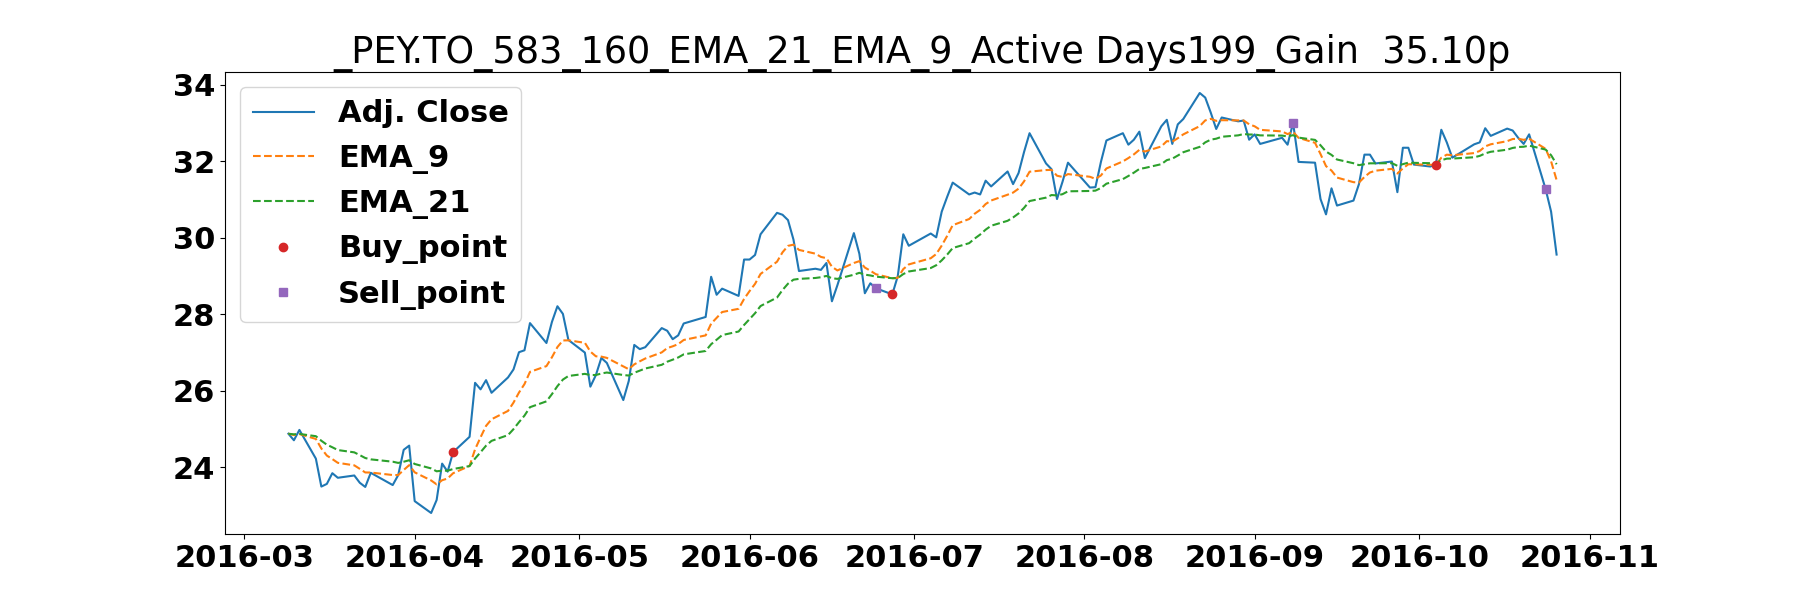 _PEY.TO_583_160_EMA_21_EMA_9_Active Days199_Gain  35.10p
34
32
30
28
26
24
Adj. Close
EMA_9
EMA_21
Buy_point
Sell_point
2016-03 2016-04 2016-05 2016-06 2016-07 2016-08 2016-09 2016-10 2016-11